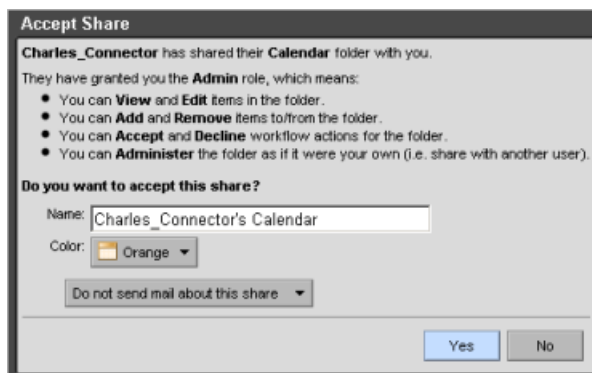 Accept Share
Charles_Connector has shared their Calendar folder with you.
They have granted you the Admin role, which means:
● You can View and Edit items in the folder.
● You can Add and Remove items to/from the folder.
● You can Accept and Decline workflow actions for the folder.
● You can Administer the folder as if it were your own (i.e. share with another user).
Do you want to accept this share?
Name: Charles_Connector's Calendar
Color: Orange
Do not send mail about this share
Yes No